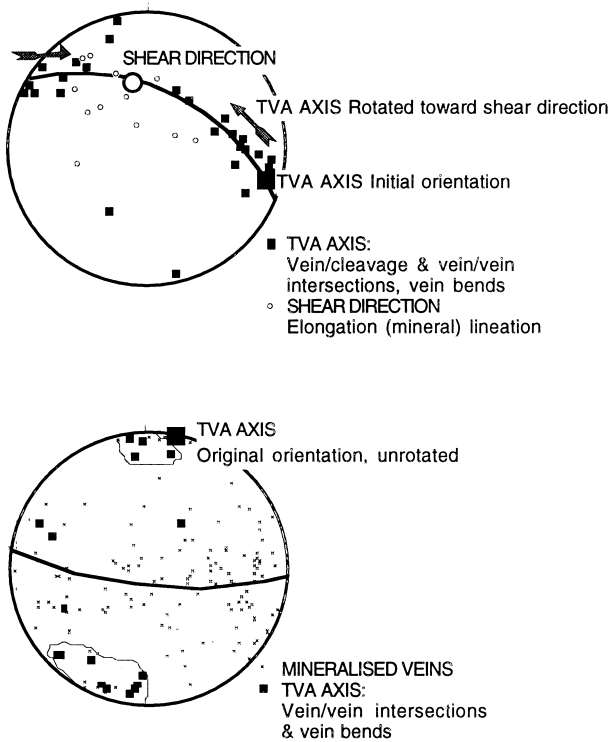 SHEAR DIRECTION
TVA AXIS Rotated toward shear direction
TVA AXIS Initial orientation
TVA AXIS:
Vein/cleavage & vein/vein
intersections, vein bends
SHEAR DIRECTION
Elongation (mineral) lineation
TVA AXIS
Original orientation, unrotated
MINERALISED VEINS
TVA AXIS:
Vein/vein intersections
& vein bends